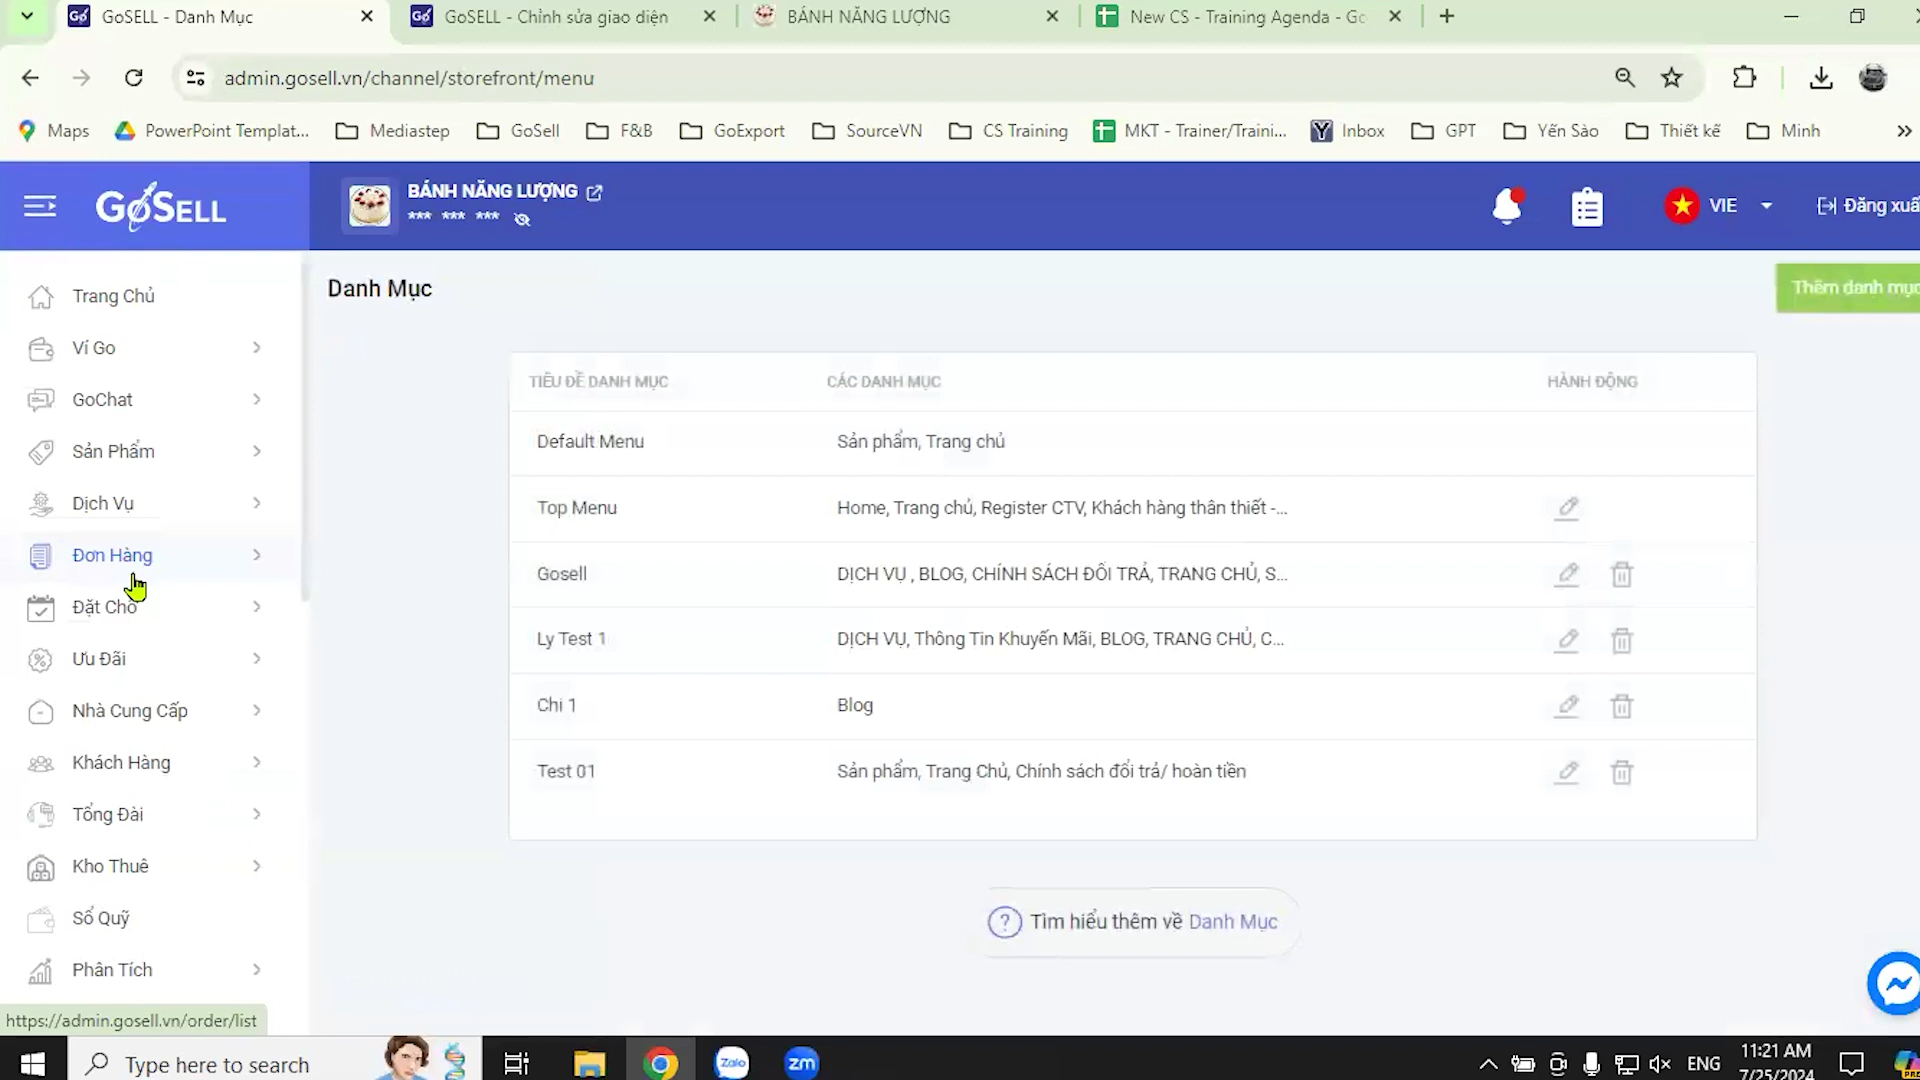 GoSELL - Danh Mục
GoSELL - Chỉnh sửa giao diện
BÁNH NĂNG LƯỢNG
New CS - Training Agenda - Go
admin.gosell.vn/channel/storefront/menu
Maps
PowerPoint Templat...
Mediastep
GoSell
F&B
GoExport
SourceVN
CS Training
MKT - Trainer/Traini...
Inbox
GPT
Yến Sào
Thiết kế
Minh
GOSELL
BÁNH NĂNG LƯỢNG
*** *** ***
VIE
Đăng xuấ
Trang Chủ
Ví Go
GoChat
Sản Phẩm
Dịch Vụ
Đơn Hàng
Đặt Chỗ
Ưu Đãi
Nhà Cung Cấp
Khách Hàng
Tổng Đài
Kho Thuê
Sổ Quỹ
Phân Tích
Danh Mục
Thêm danh mục
TIÊU ĐỀ DANH MỤC
CÁC DANH MỤC
HÀNH ĐỘNG
Default Menu
Sản phẩm, Trang chủ
Top Menu
Home, Trang chủ, Register CTV, Khách hàng thân thiết -...
Gosell
DỊCH VỤ , BLOG, CHÍNH SÁCH ĐỔI TRẢ, TRANG CHỦ, S...
Ly Test 1
DỊCH VỤ, Thông Tin Khuyến Mãi, BLOG, TRANG CHỦ, C...
Chi 1
Blog
Test 01
Sản phẩm, Trang Chủ, Chính sách đổi trả/ hoàn tiền
Tìm hiểu thêm về Danh Mục
https://admin.gosell.vn/order/list
Type here to search
Zalo
zm
ENG
11:21 AM
7/25/2024
PRE